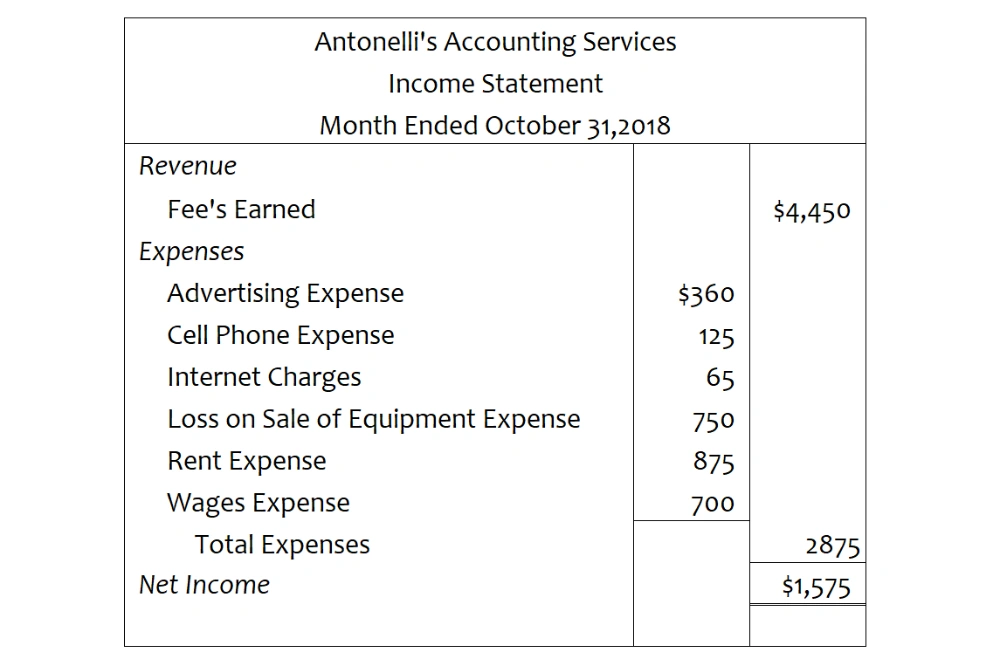 Antonelli's Accounting Services
Income Statement
Month Ended October 31,2018
Revenue
Fee's Earned $4,450
Expenses
Advertising Expense $360
Cell Phone Expense 125
Internet Charges 65
Loss on Sale of Equipment Expense 750
Rent Expense 875
Wages Expense 700
Total Expenses 2875
Net Income $1,575